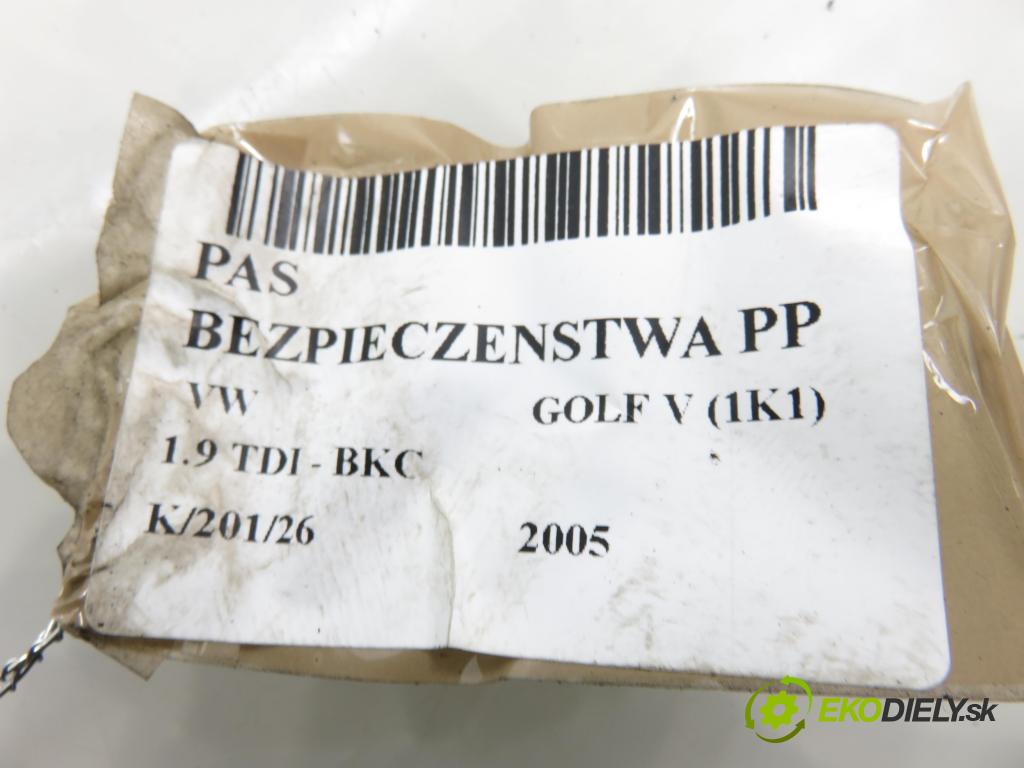 PAS
BEZPIECZENSTWA PP
VW GOLF V (1K1)
1.9 TDI - BKC
K/201/26 2005
EKODIELY.sk